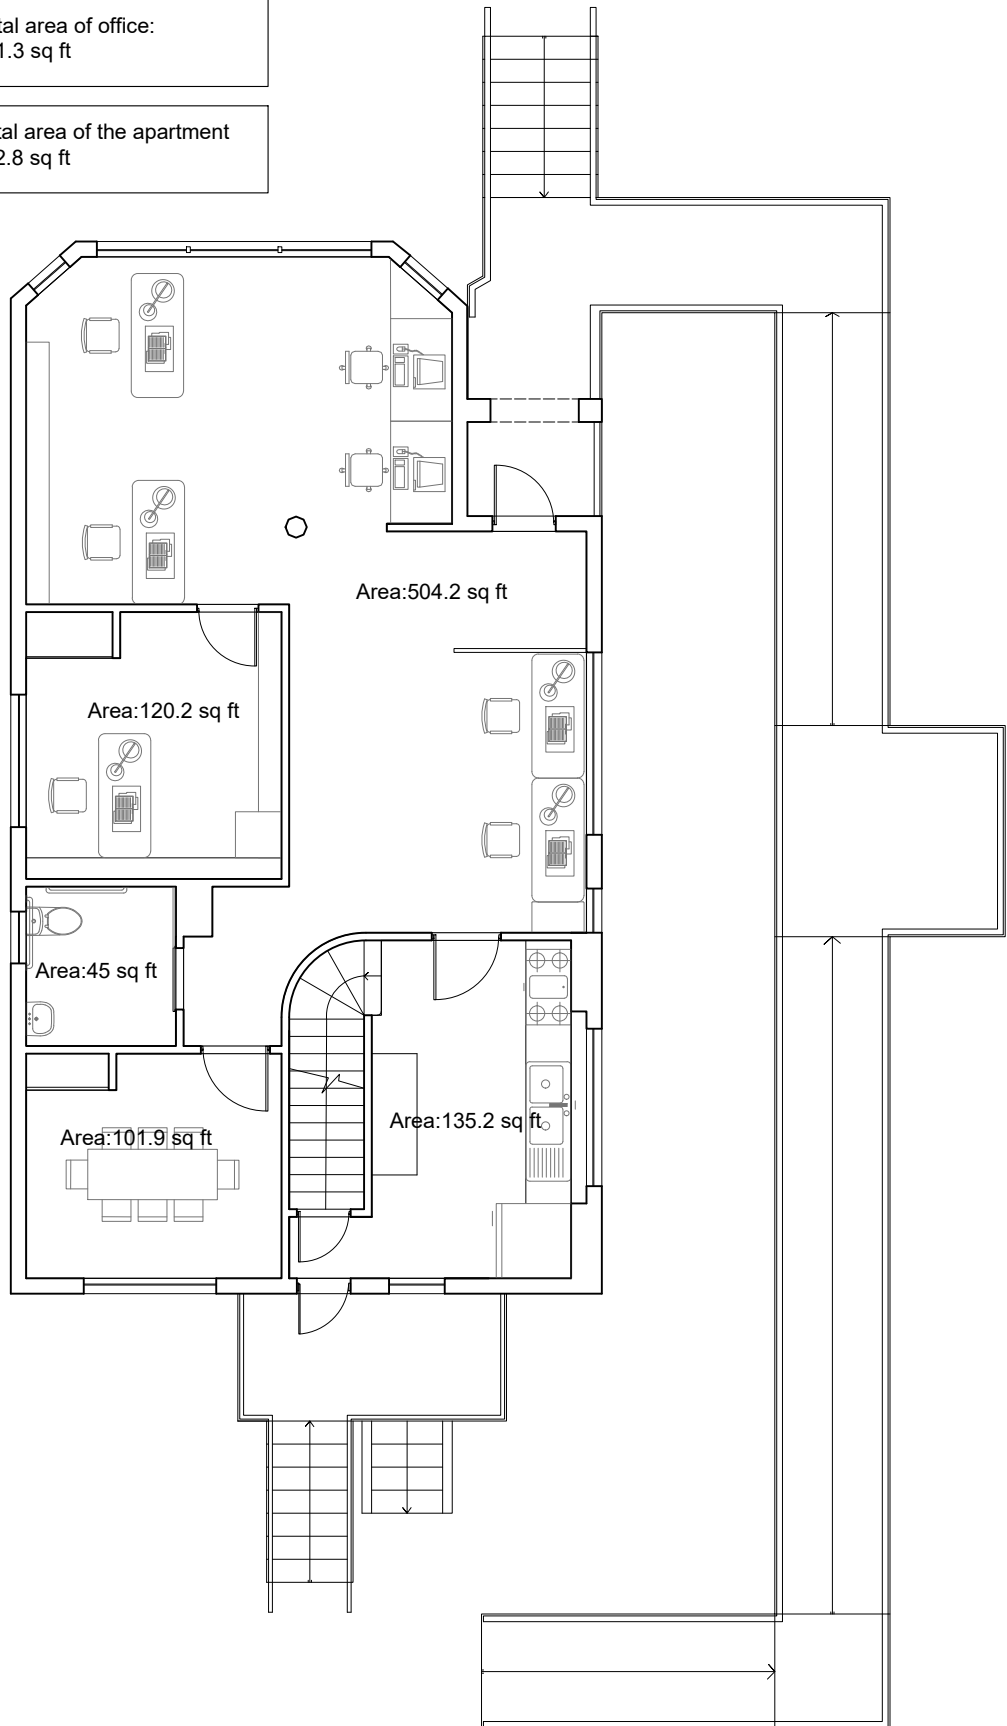 tal area of office:
1.3 sq ft
tal area of the apartment
2.8 sq ft
Area:504.2 sq ft
Area:120.2 sq ft
Area:45 sq ft
Area:135.2 sq ft
Area:101.9 sq ft